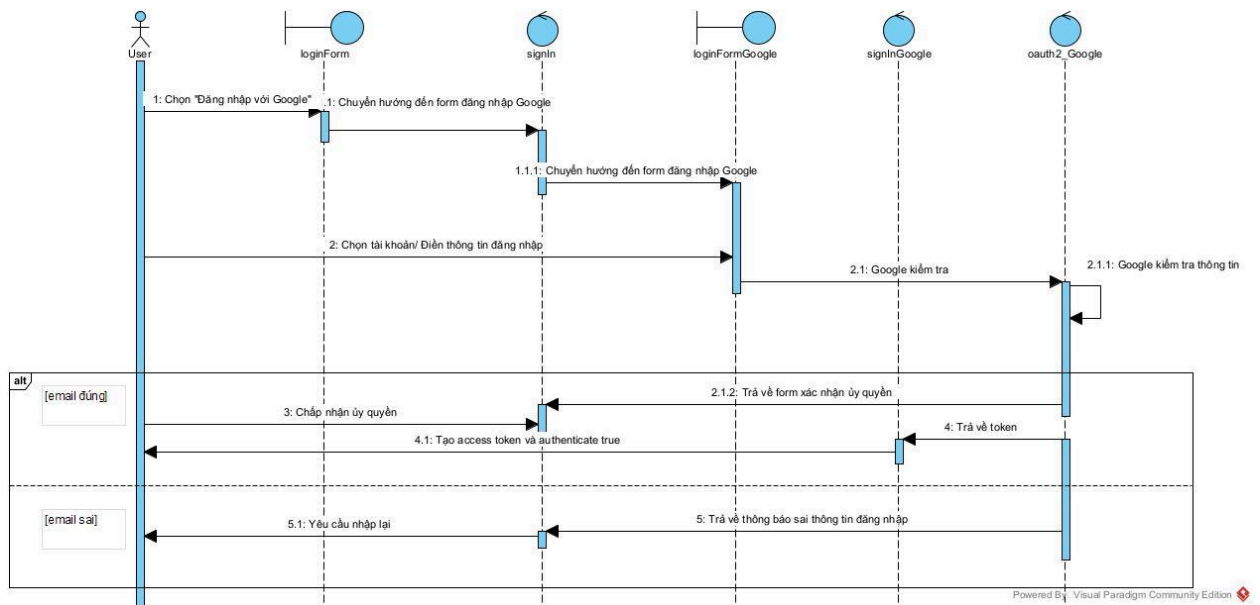 User
loginForm
signIn
loginFormGoogle
signInGoogle
oauth2_Google
1: Chọn "Đăng nhập với Google"
.1: Chuyển hướng đến form đăng nhập Google
1.1.1: Chuyển hướng đến form đăng nhập Google
2: Chọn tài khoản/ Điền thông tin đăng nhập
2.1: Google kiểm tra
2.1.1: Google kiểm tra thông tin
alt
[email đúng]
2.1.2: Trả về form xác nhận ủy quyền
3: Chấp nhận ủy quyền
4: Trả về token
4.1: Tạo access token và authenticate true
[email sai]
5: Trả về thông báo sai thông tin đăng nhập
5.1: Yêu cầu nhập lại
Powered By: Visual Paradigm Community Edition